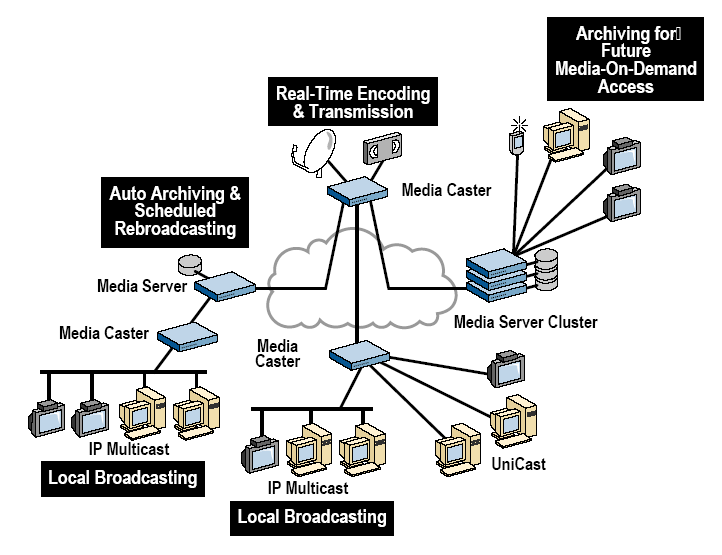 Archiving for
Future
Media-On-Demand
Access
Real-Time Encoding
& Transmission
Media Caster
Auto Archiving &
Scheduled
Rebroadcasting
Media Server
Media Server Cluster
Media Caster
Media
Caster
IP Multicast
UniCast
Local Broadcasting
IP Multicast
Local Broadcasting